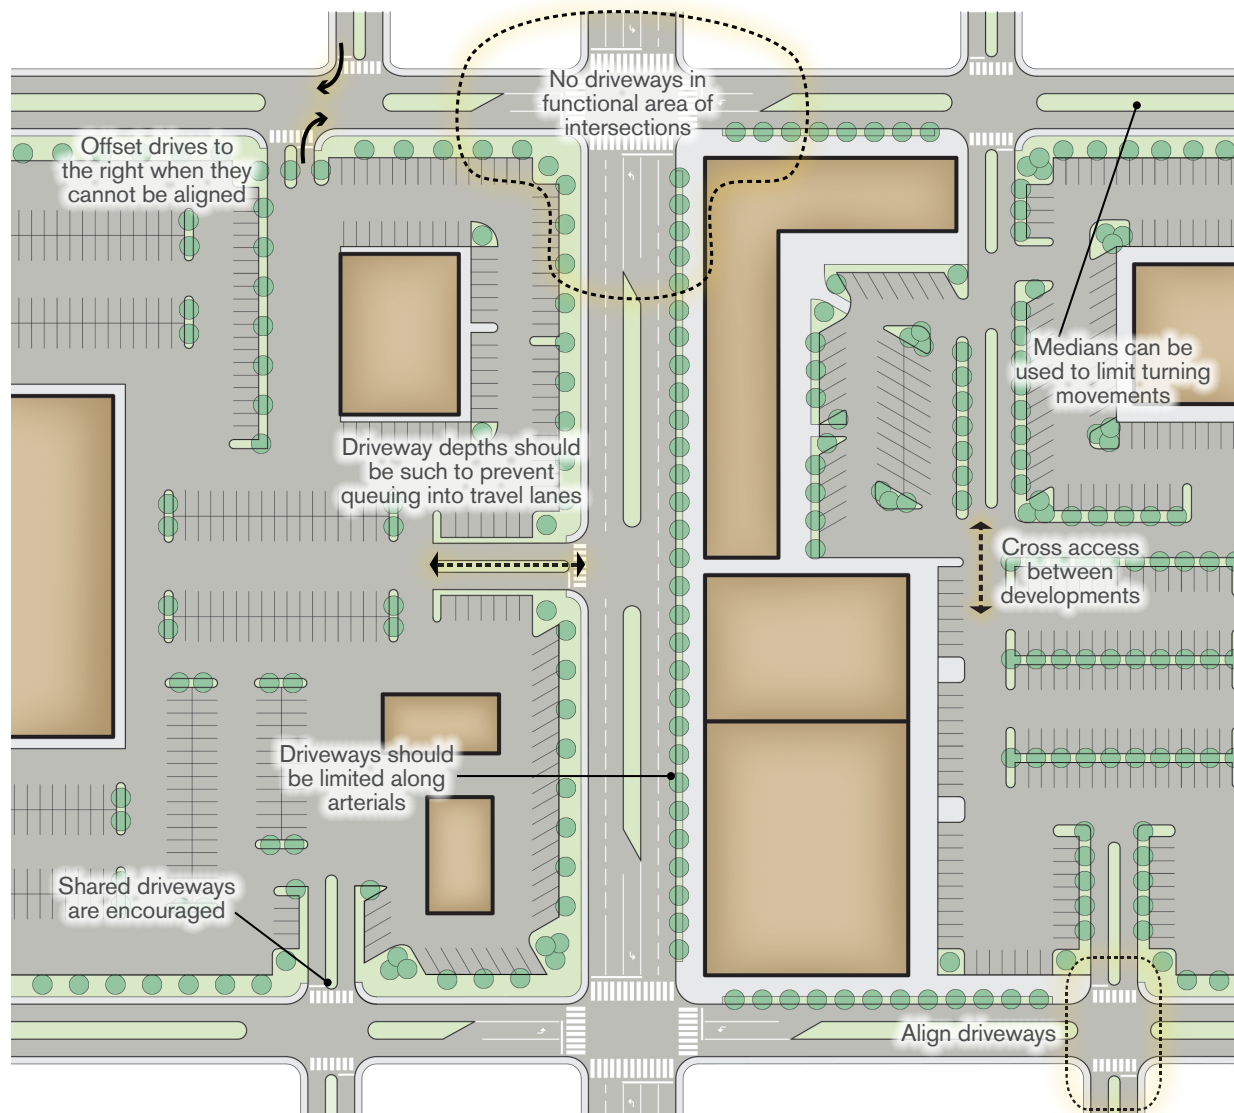 No driveways in
functional area of
intersections
Offset drives to
the right when they
cannot be aligned
Medians can be
used to limit turning
movements
Driveway depths should
be such to prevent
queuing into travel lanes
Cross access
between
developments
Driveways should
be limited along
arterials
Shared driveways
are encouraged
Align driveways